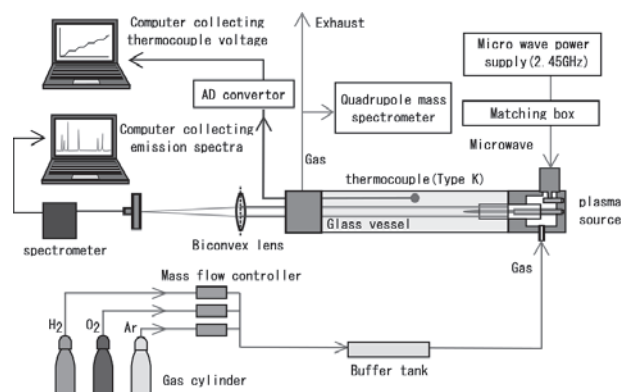 Computer collecting
thermocouple voltage
Exhaust
Micro wave power
supply(2.45GHz)
AD convertor
Quadrupole mass
spectrometer
Matching box
Computer collecting
emission spectra
Microwave
Gas
thermocouple(Type K)
plasma
source
Glass vessel
spectrometer
Biconvex lens
Gas
Mass flow controller
H2
O2
Ar
Buffer tank
Gas cylinder